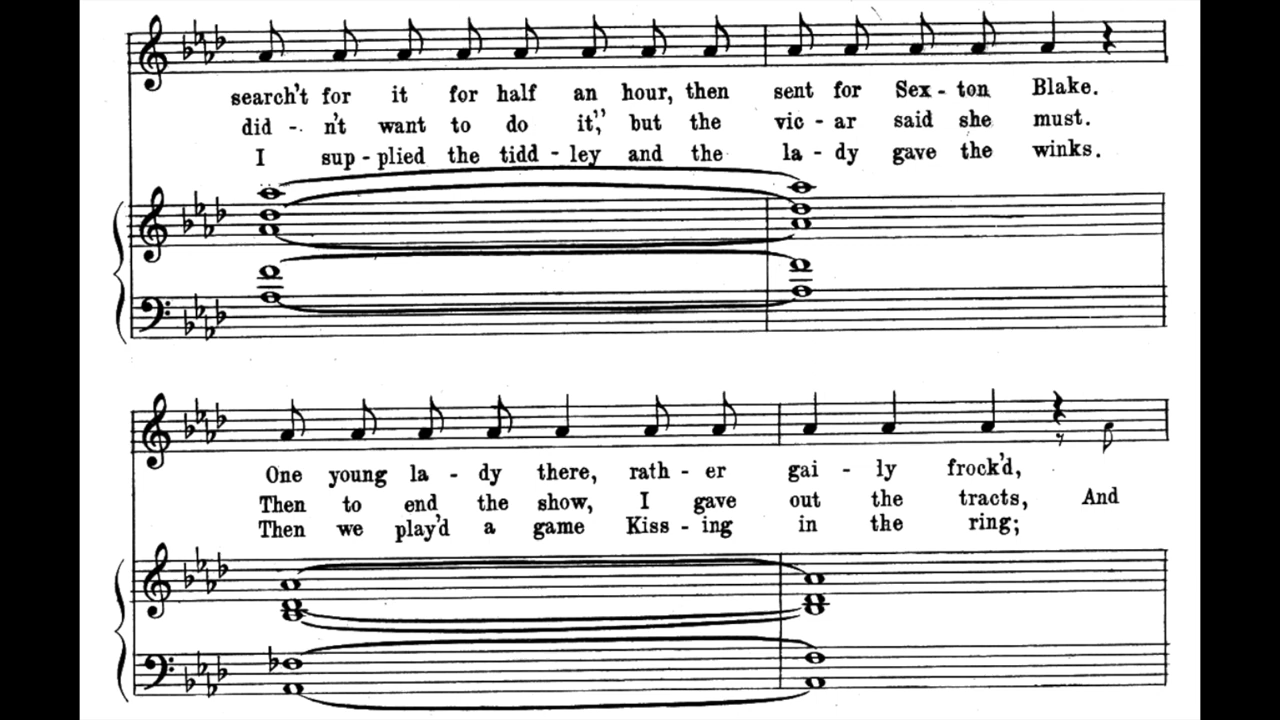 search't for it for half an hour, then sent for Sex - ton Blake.
did - n't want to do it," but the vic - ar said she must.
I sup - plied the tidd - ley and the la - dy gave the winks.
One young la - dy there, rath - er gai - ly frock'd,
Then to end the show, I gave out the tracts, And
Then we play'd a game Kiss - ing in the ring;